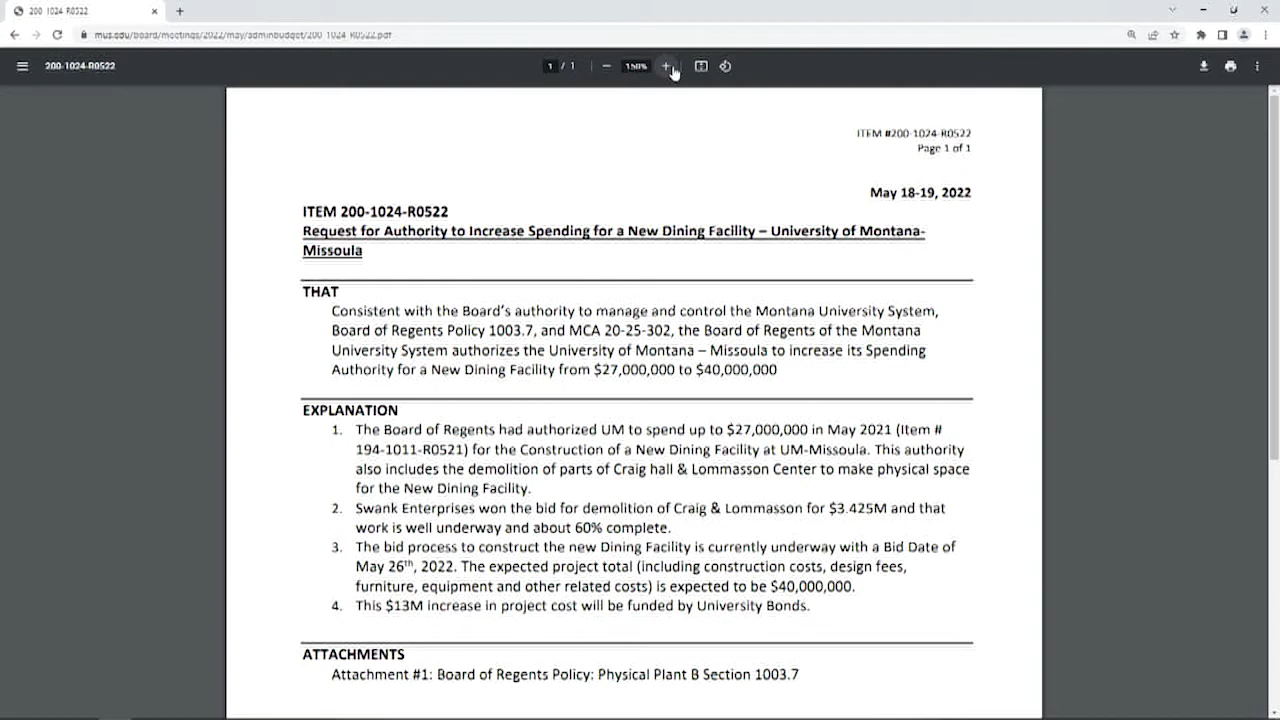 200-1024-R0522
mus.edu/board/meetings/2022/may/adminbudget/200-1024-R0522.pdf
200-1024-R0522
1 / 1
150%
ITEM #200-1024-R0522
Page 1 of 1
May 18-19, 2022
ITEM 200-1024-R0522
Request for Authority to Increase Spending for a New Dining Facility – University of Montana-
Missoula
THAT
Consistent with the Board's authority to manage and control the Montana University System,
Board of Regents Policy 1003.7, and MCA 20-25-302, the Board of Regents of the Montana
University System authorizes the University of Montana – Missoula to increase its Spending
Authority for a New Dining Facility from $27,000,000 to $40,000,000
EXPLANATION
1. The Board of Regents had authorized UM to spend up to $27,000,000 in May 2021 (Item #
194-1011-R0521) for the Construction of a New Dining Facility at UM-Missoula. This authority
also includes the demolition of parts of Craig hall & Lommasson Center to make physical space
for the New Dining Facility.
2. Swank Enterprises won the bid for demolition of Craig & Lommasson for $3.425M and that
work is well underway and about 60% complete.
3. The bid process to construct the new Dining Facility is currently underway with a Bid Date of
May 26th, 2022. The expected project total (including construction costs, design fees,
furniture, equipment and other related costs) is expected to be $40,000,000.
4. This $13M increase in project cost will be funded by University Bonds.
ATTACHMENTS
Attachment #1: Board of Regents Policy: Physical Plant B Section 1003.7